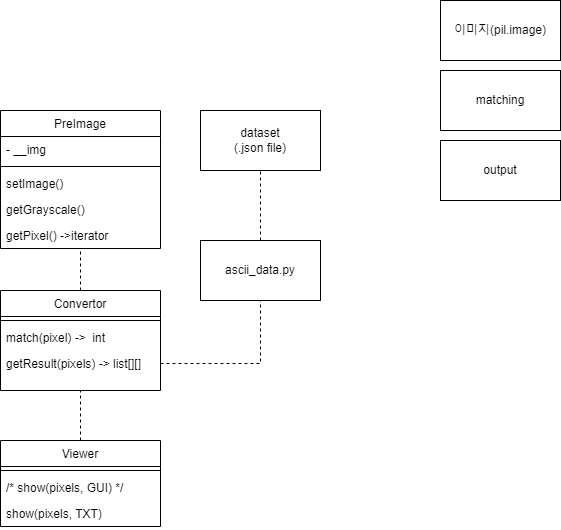 이미지(pil.image)
matching
output
PreImage
- __img
setImage()
getGrayscale()
getPixel() ->iterator
dataset
(.json file)
ascii_data.py
Convertor
match(pixel) -> int
getResult(pixels) -> list[][]
Viewer
/* show(pixels, GUI) */
show(pixels, TXT)